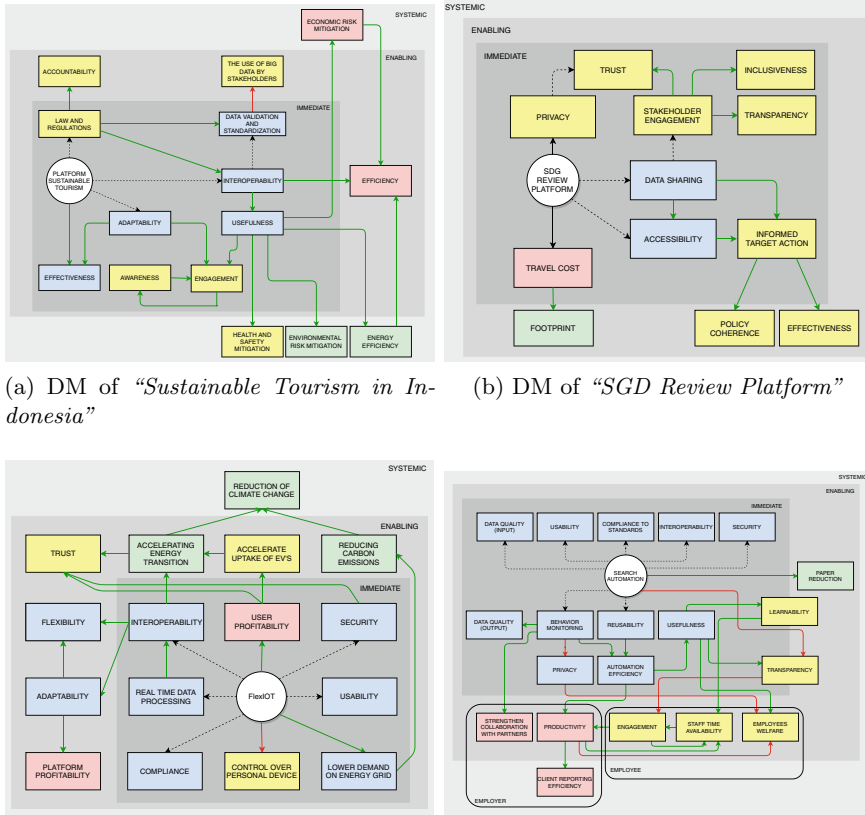 SYSTEMIC
ECONOMIC RISK
MITIGATION
ENABLING
ACCOUNTABILITY
THE USE OF BIG
DATA BY
STAKEHOLDERS
IMMEDIATE
LAW AND
REGULATIONS
DATA VALIDATION
AND
STANDARDIZATION
PLATFORM
SUSTAINABLE
TOURISM
INTEROPERABILITY
EFFICIENCY
ADAPTABILITY
USEFULNESS
EFFECTIVENESS
AWARENESS
ENGAGEMENT
HEALTH AND
SAFETY
MITIGATION
ENVIRONMENTAL
RISK MITIGATION
ENERGY
EFFICIENCY
(a) DM of "Sustainable Tourism in In-
donesia"
SYSTEMIC
ENABLING
IMMEDIATE
TRUST
INCLUSIVENESS
PRIVACY
STAKEHOLDER
ENGAGEMENT
TRANSPARENCY
SDG
REVIEW
PLATFORM
DATA SHARING
ACCESSIBILITY
INFORMED
TARGET ACTION
TRAVEL COST
FOOTPRINT
POLICY
COHERENCE
EFFECTIVENESS
(b) DM of "SGD Review Platform"
SYSTEMIC
REDUCTION OF
CLIMATE CHANGE
ENABLING
TRUST
ACCELERATING
ENERGY
TRANSITION
ACCELERATE
UPTAKE OF EV'S
REDUCING
CARBON
EMISSIONS
IMMEDIATE
FLEXIBILITY
INTEROPERABILITY
USER
PROFITABILITY
SECURITY
ADAPTABILITY
REAL TIME DATA
PROCESSING
FlexIOT
USABILITY
PLATFORM
PROFITABILITY
COMPLIANCE
CONTROL OVER
PERSONAL DEVICE
LOWER DEMAND
ON ENERGY GRID
SYSTEMIC
ENABLING
IMMEDIATE
DATA QUALITY
(INPUT)
USABILITY
COMPLIANCE TO
STANDARDS
INTEROPERABILITY
SECURITY
SEARCH
AUTOMATION
PAPER
REDUCTION
LEARNABILITY
DATA QUALITY
(OUTPUT)
BEHAVIOR
MONITORING
REUSABILITY
USEFULNESS
PRIVACY
AUTOMATION
EFFICIENCY
TRANSPARENCY
STRENGTHEN
COLLABORATION
WITH PARTNERS
PRODUCTIVITY
ENGAGEMENT
STAFF TIME
AVAILABILITY
EMPLOYEES
WELFARE
EMPLOYEE
CLIENT REPORTING
EFFICIENCY
EMPLOYER